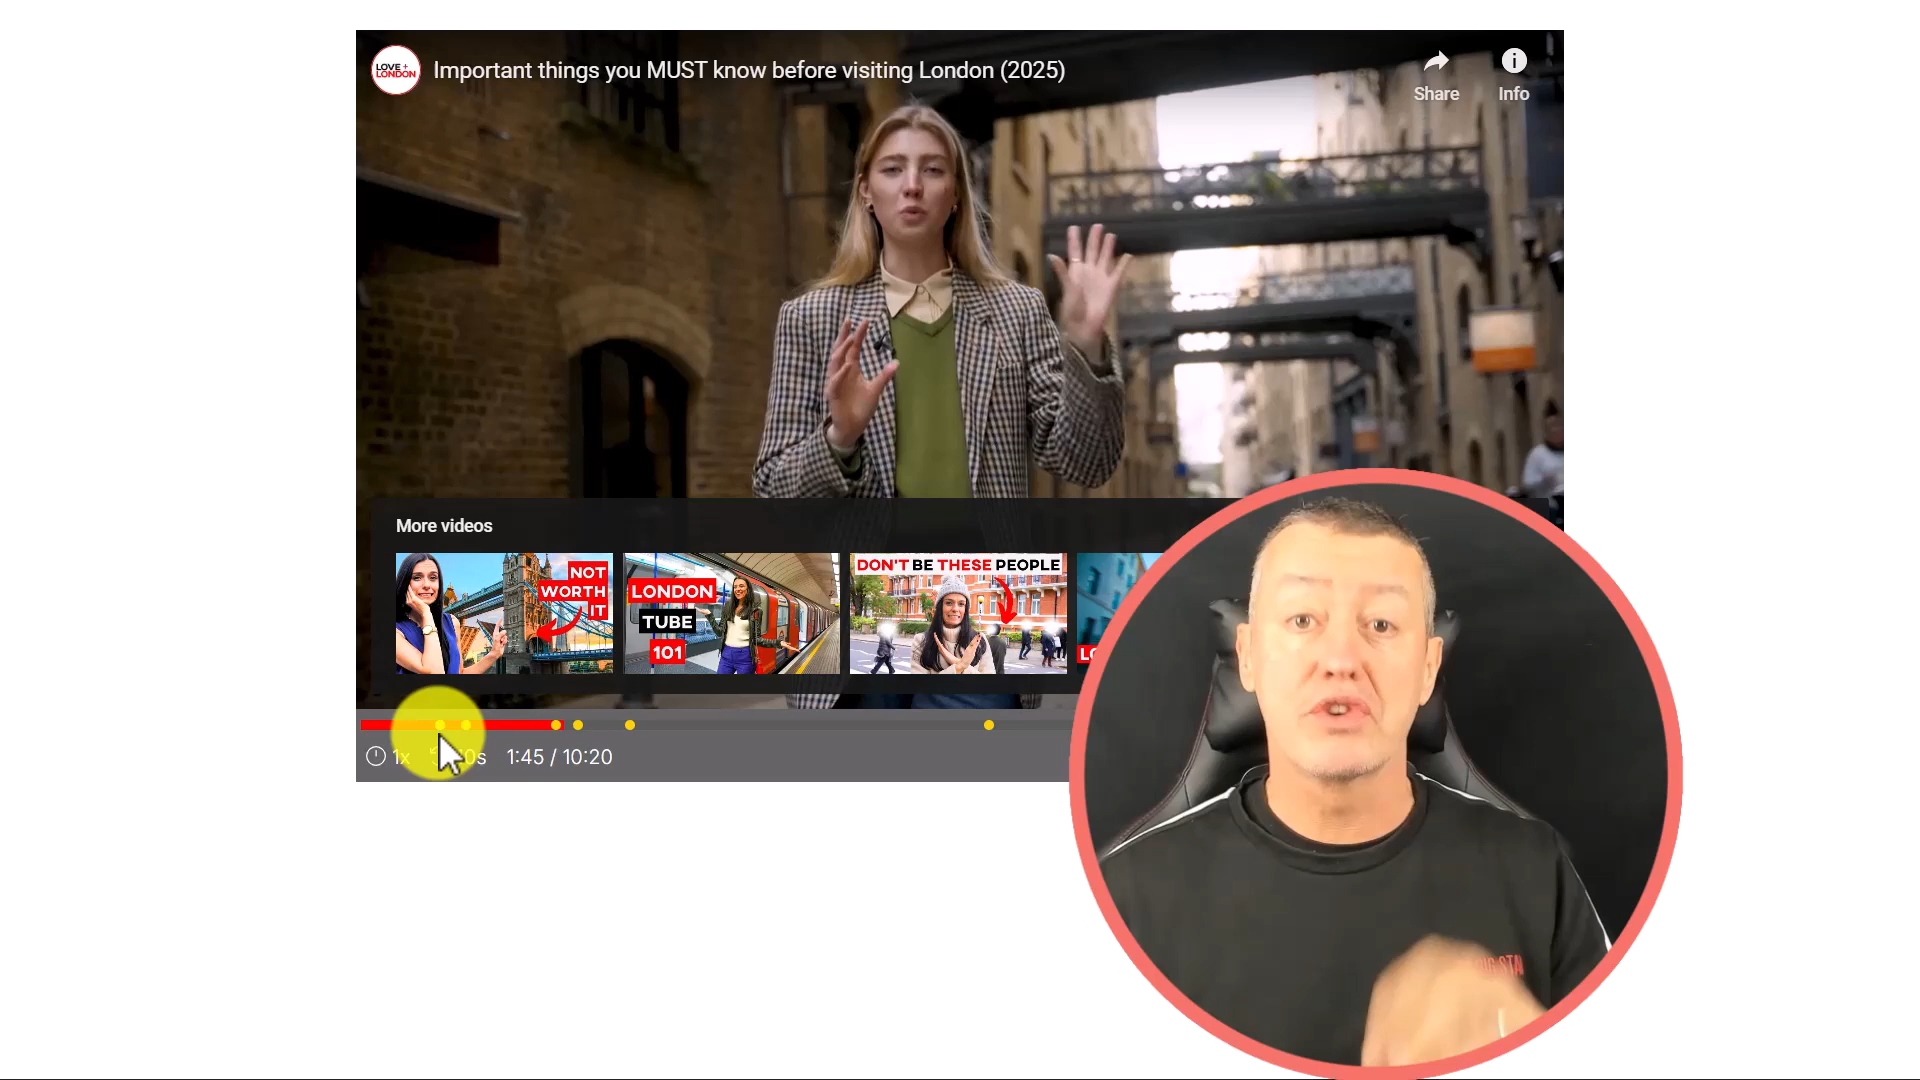 LOVE +
LONDON
Important things you MUST know before visiting London (2025)
Share
Info
More videos
NOT
WORTH
IT
LONDON
TUBE
101
DON'T BE THESE PEOPLE
1x
1:45 / 10:20